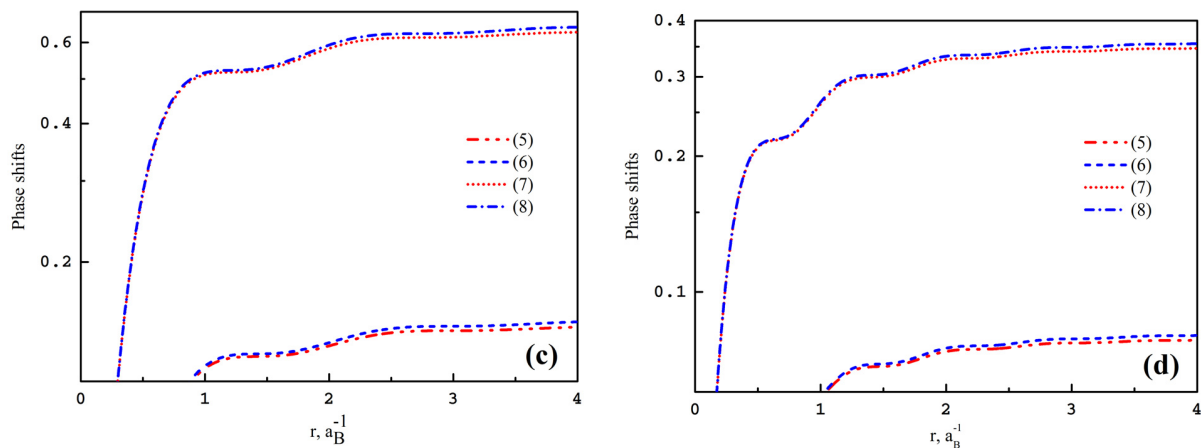 0.6
0.4
0.2
Phase shifts
(5)
(6)
(7)
(8)
(c)
0 1 2 3 4
r, a_B^-1
0.4
0.3
0.2
0.1
Phase shifts
(5)
(6)
(7)
(8)
(d)
0 1 2 3 4
r, a_B^-1